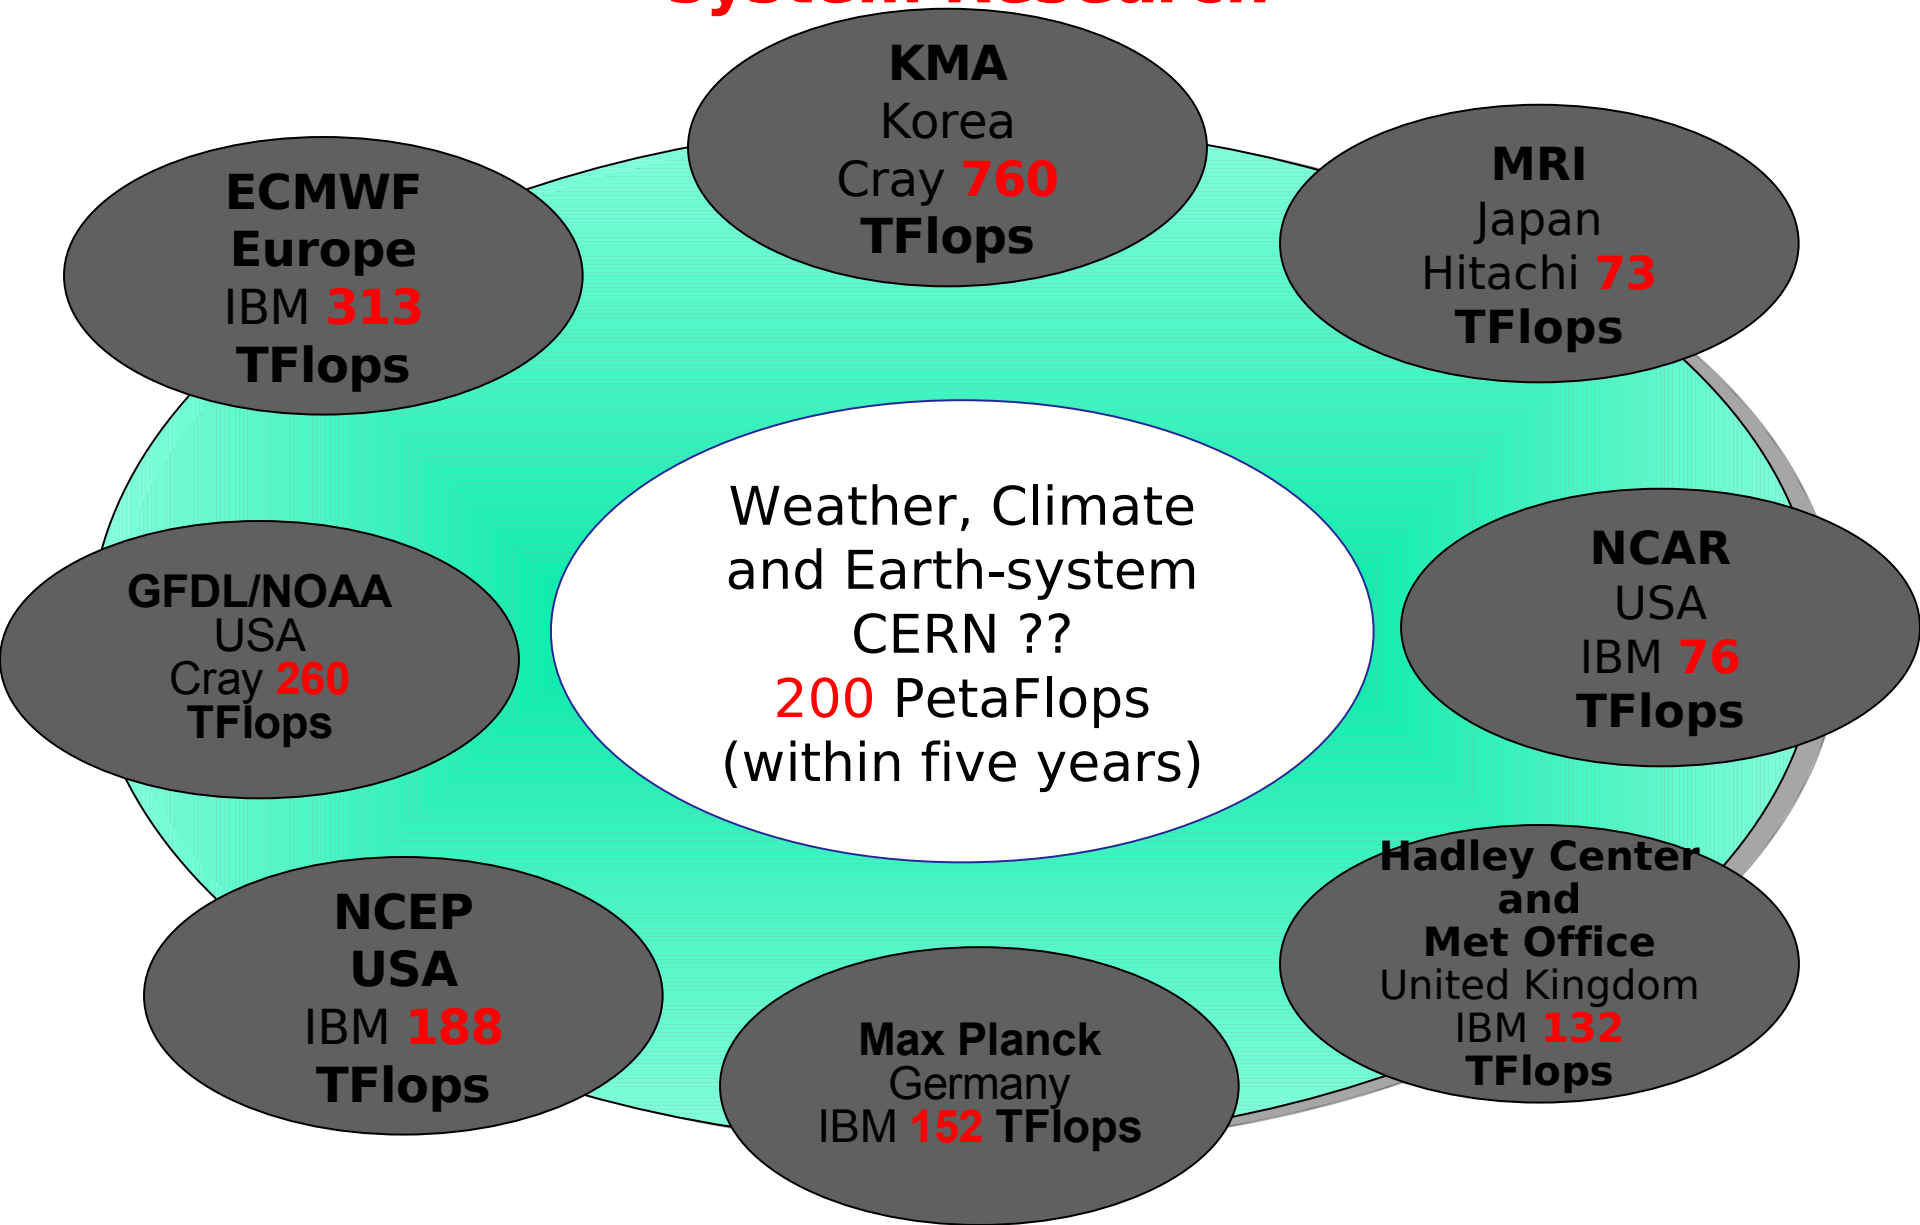 System Research
KMA
Korea
Cray 760
TFlops
MRI
Japan
Hitachi 73
TFlops
ECMWF
Europe
IBM 313
TFlops
Weather, Climate
and Earth-system
CERN ??
200 PetaFlops
(within five years)
NCAR
USA
IBM 76
TFlops
GFDL/NOAA
USA
Cray 260
TFlops
Hadley Center
and
Met Office
United Kingdom
IBM 132
TFlops
NCEP
USA
IBM 188
TFlops
Max Planck
Germany
IBM 152 TFlops